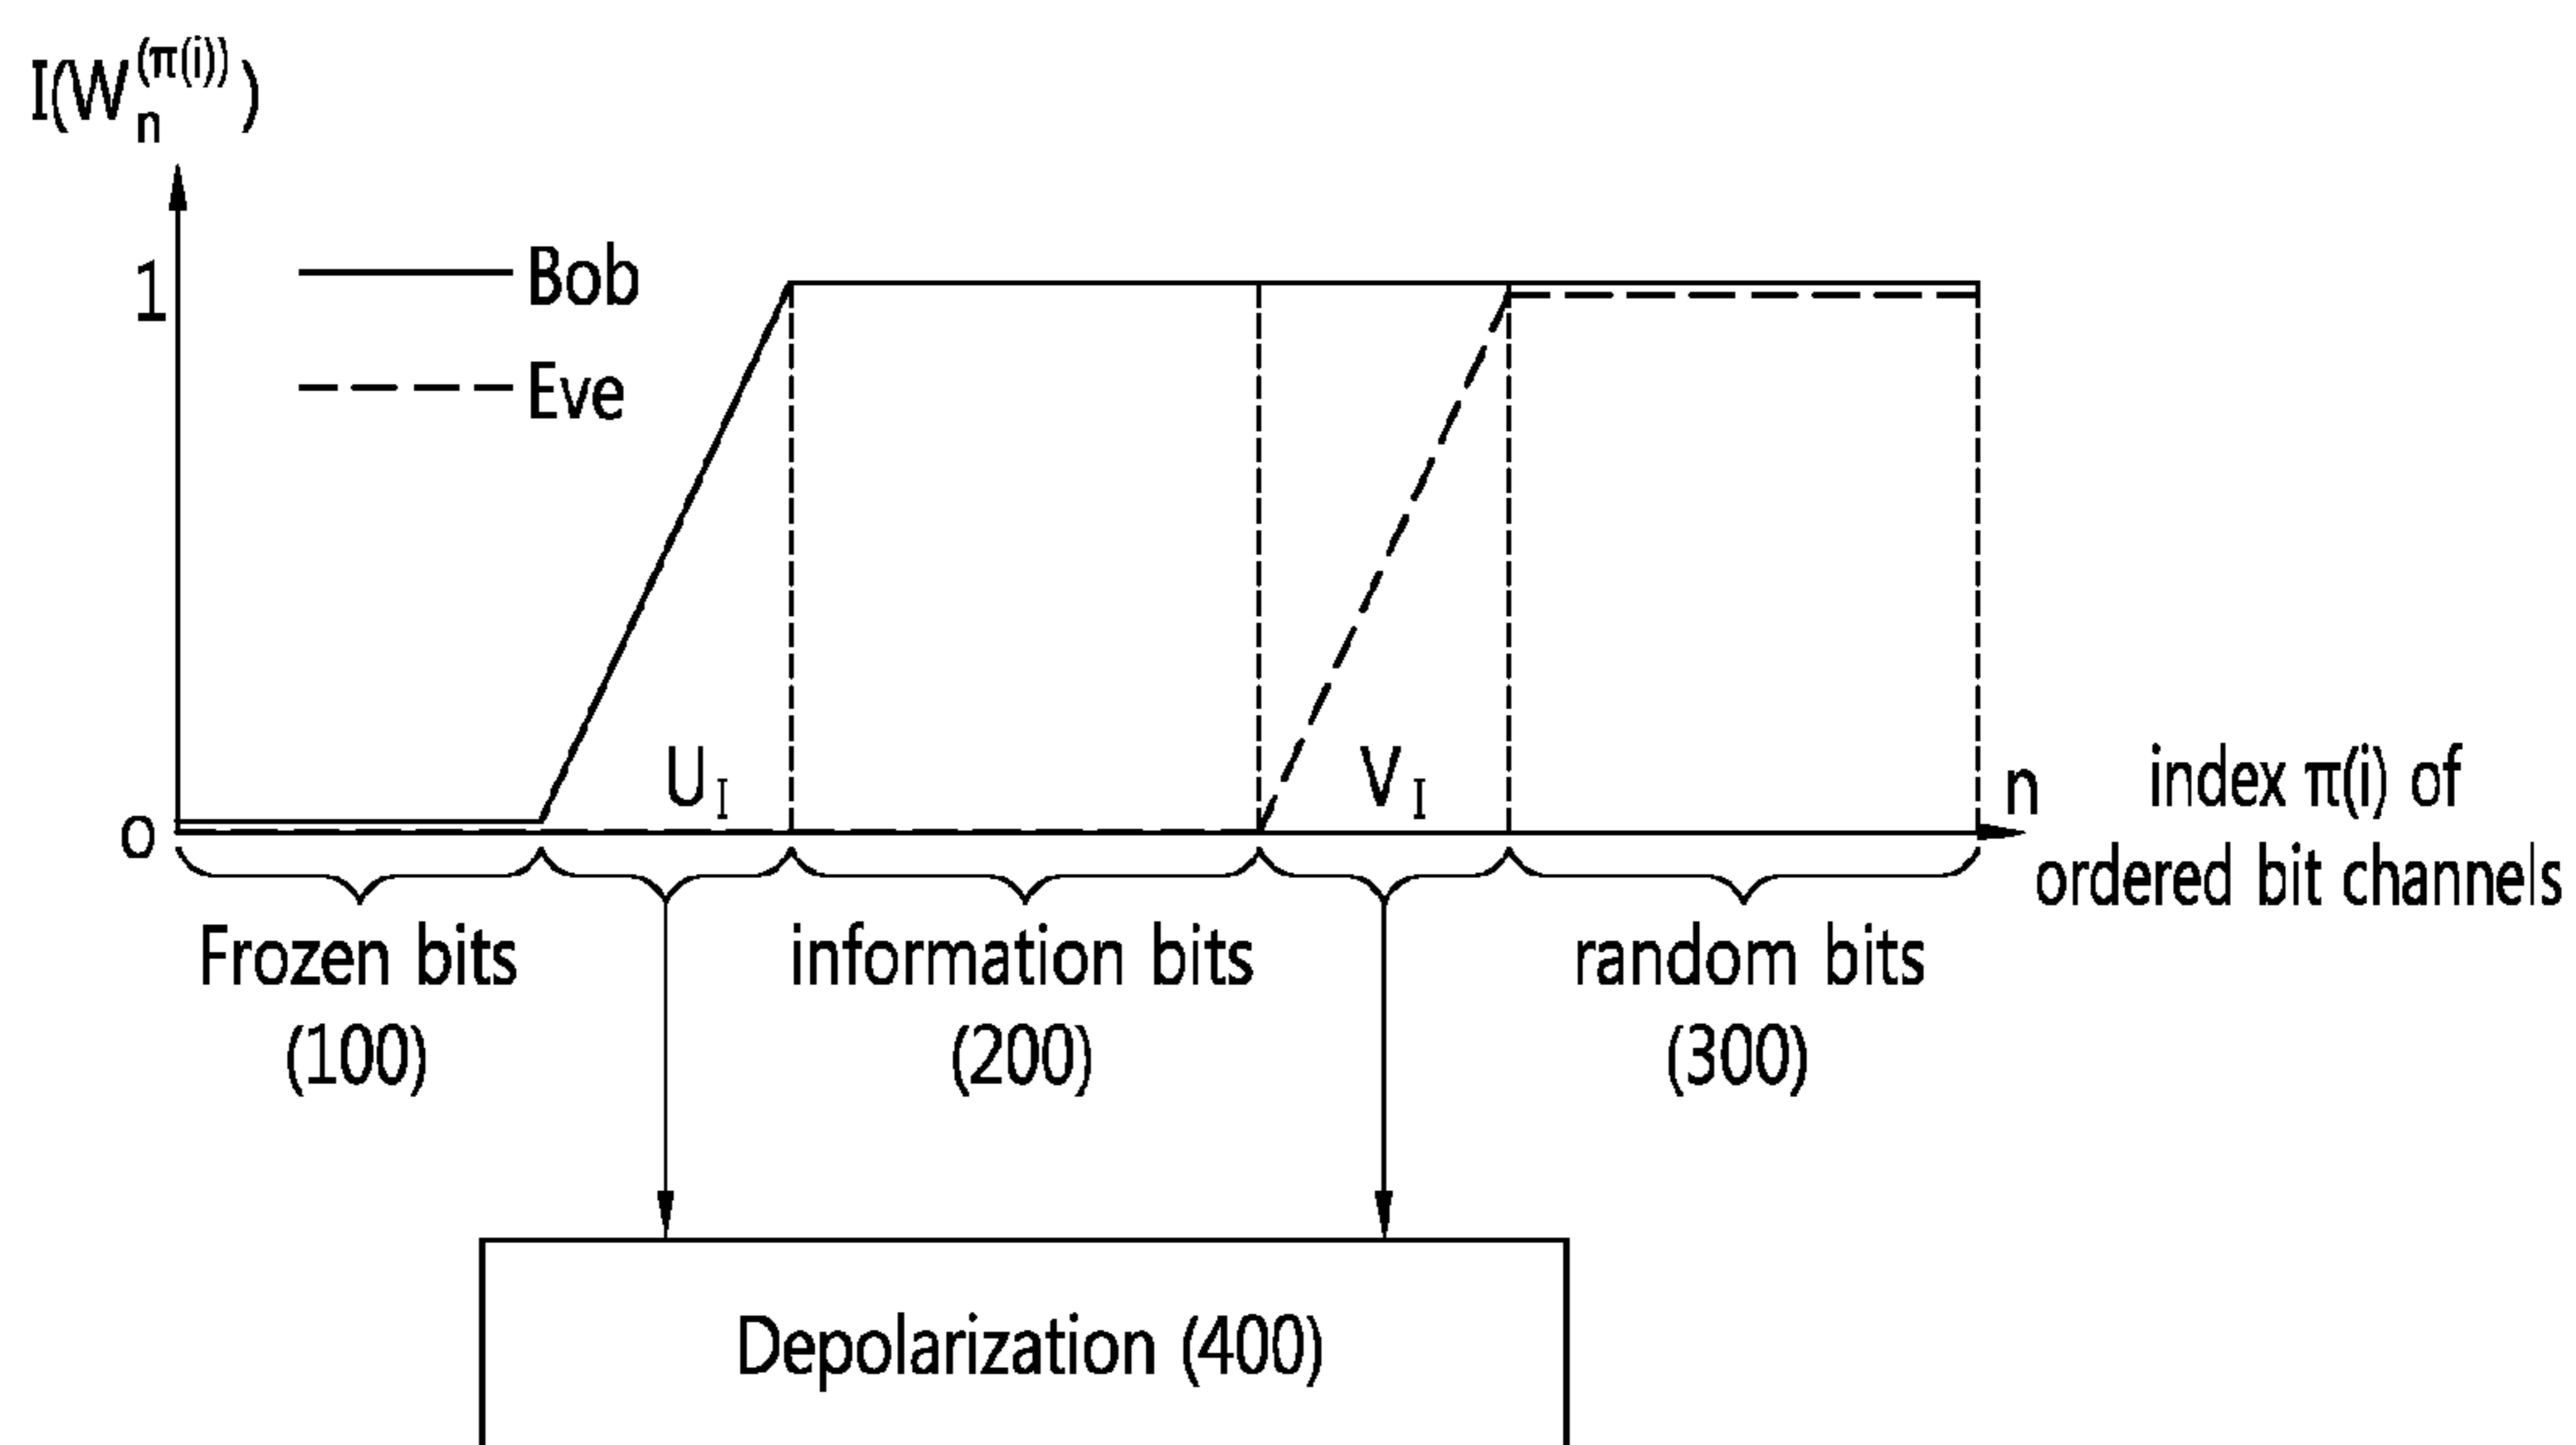 I(W_n^(π(i)))
1
Bob
Eve
U_I
V_I
0
n
index π(i) of
ordered bit channels
Frozen bits
(100)
information bits
(200)
random bits
(300)
Depolarization (400)